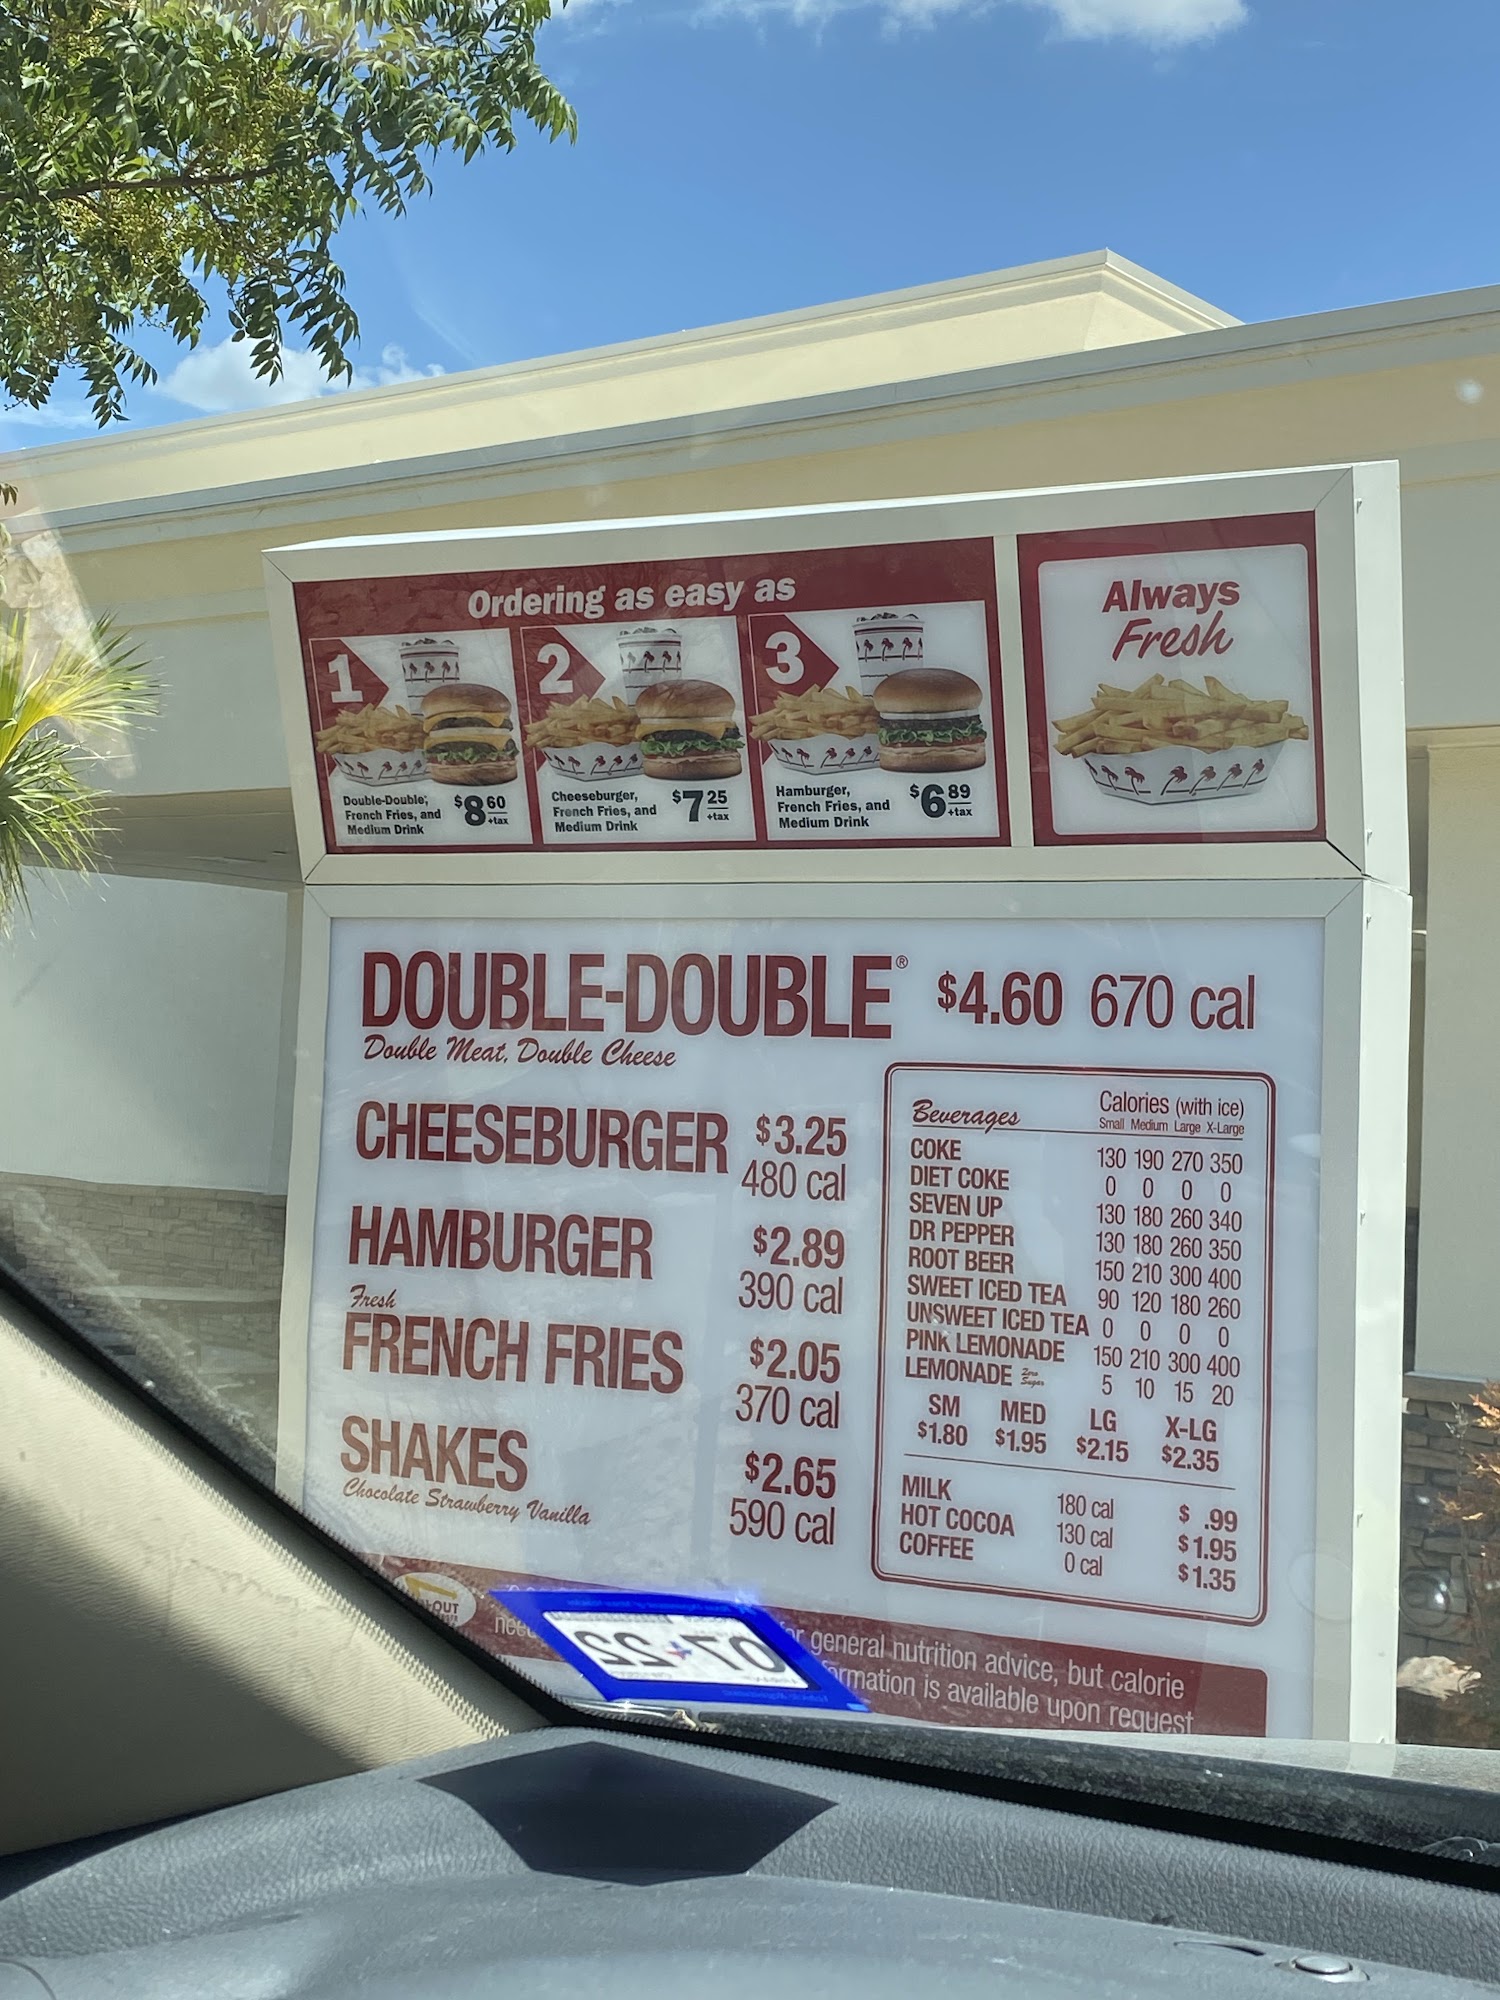 Ordering as easy as
1
Double-Double,
French Fries, and
Medium Drink
$8 60
+tax
2
Cheeseburger,
French Fries, and
Medium Drink
$7 25
+tax
3
Hamburger,
French Fries, and
Medium Drink
$6 89
+tax
Always
Fresh
DOUBLE-DOUBLE® $4.60 670 cal
Double Meat, Double Cheese
CHEESEBURGER $3.25
480 cal
HAMBURGER $2.89
390 cal
Fresh
FRENCH FRIES $2.05
370 cal
SHAKES $2.65
Chocolate Strawberry Vanilla 590 cal
Beverages Calories (with ice)
Small Medium Large X-Large
COKE 130 190 270 350
DIET COKE 0 0 0 0
SEVEN UP 130 180 260 340
DR PEPPER 130 180 260 350
ROOT BEER 150 210 300 400
SWEET ICED TEA 90 120 180 260
UNSWEET ICED TEA 0 0 0 0
PINK LEMONADE 150 210 300 400
LEMONADE Zero Sugar 5 10 15 20
SM MED LG X-LG
$1.80 $1.95 $2.15 $2.35
MILK 180 cal $ .99
HOT COCOA 130 cal $1.95
COFFEE 0 cal $1.35
OUT
for general nutrition advice, but calorie
is available upon request
07 22